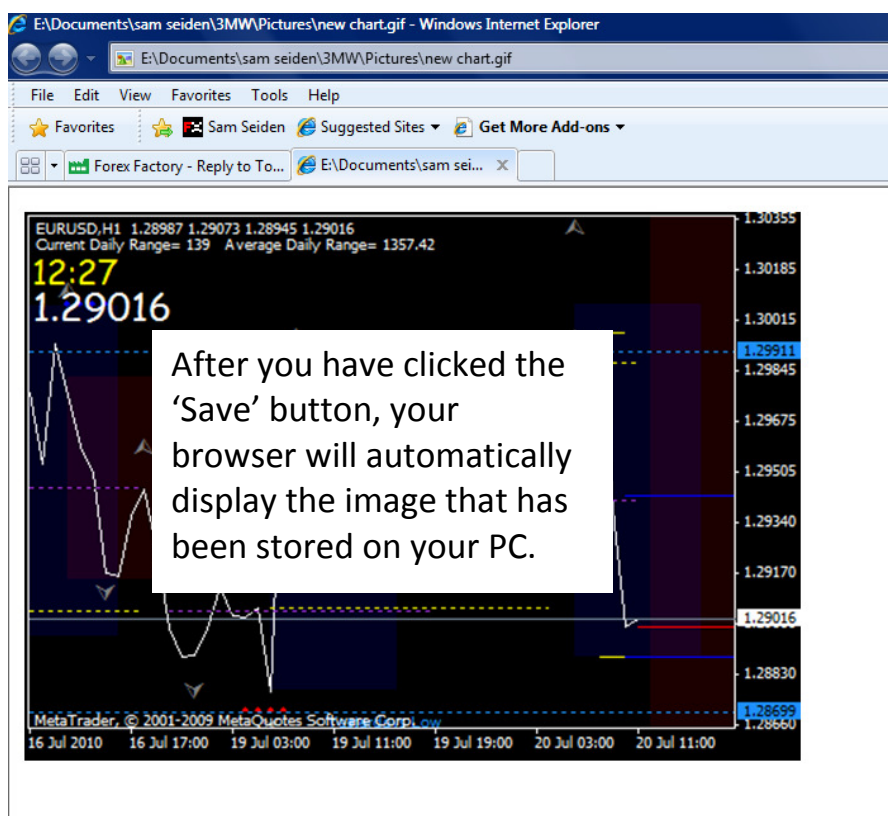 E:\Documents\sam seiden\3MW\Pictures\new chart.gif - Windows Internet Explorer
E:\Documents\sam seiden\3MW\Pictures\new chart.gif
File Edit View Favorites Tools Help
Favorites Sam Seiden Suggested Sites Get More Add-ons
Forex Factory - Reply to To... E:\Documents\sam sei... X
EURUSD,H1 1.28987 1.29073 1.28945 1.29016
Current Daily Range= 139 Average Daily Range= 1357.42
12:27
1.29016
After you have clicked the
‘Save’ button, your
browser will automatically
display the image that has
been stored on your PC.
1.30355
1.30185
1.30015
1.29911
1.29845
1.29675
1.29505
1.29340
1.29170
1.29016
1.28830
1.28699
1.28660
MetaTrader, © 2001-2009 MetaQuotes Software Corp. Low
16 Jul 2010 16 Jul 17:00 19 Jul 03:00 19 Jul 11:00 19 Jul 19:00 20 Jul 03:00 20 Jul 11:00